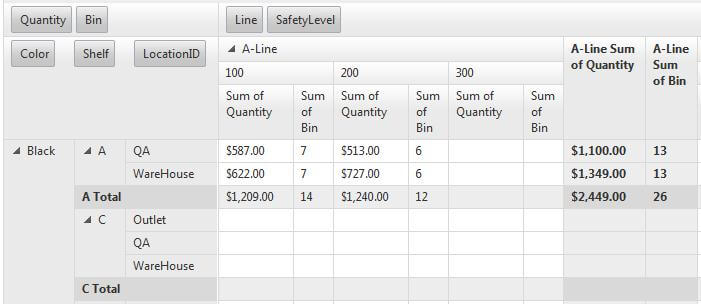 Quantity Bin Line SafetyLevel
Color Shelf LocationID A-Line A-Line Sum of Quantity A-Line Sum of Bin
100 200 300
Sum of Quantity Sum of Bin Sum of Quantity Sum of Bin Sum of Quantity Sum of Bin
Black A QA $587.00 7 $513.00 6 $1,100.00 13
WareHouse $622.00 7 $727.00 6 $1,349.00 13
A Total $1,209.00 14 $1,240.00 12 $2,449.00 26
C Outlet
QA
WareHouse
C Total